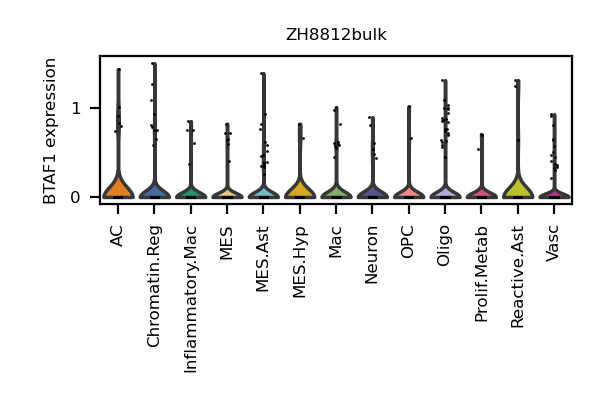 ZH8812bulk
BTAF1 expression
1
0
AC
Chromatin.Reg
Inflammatory.Mac
MES
MES.Ast
MES.Hyp
Mac
Neuron
OPC
Oligo
Prolif.Metab
Reactive.Ast
Vasc